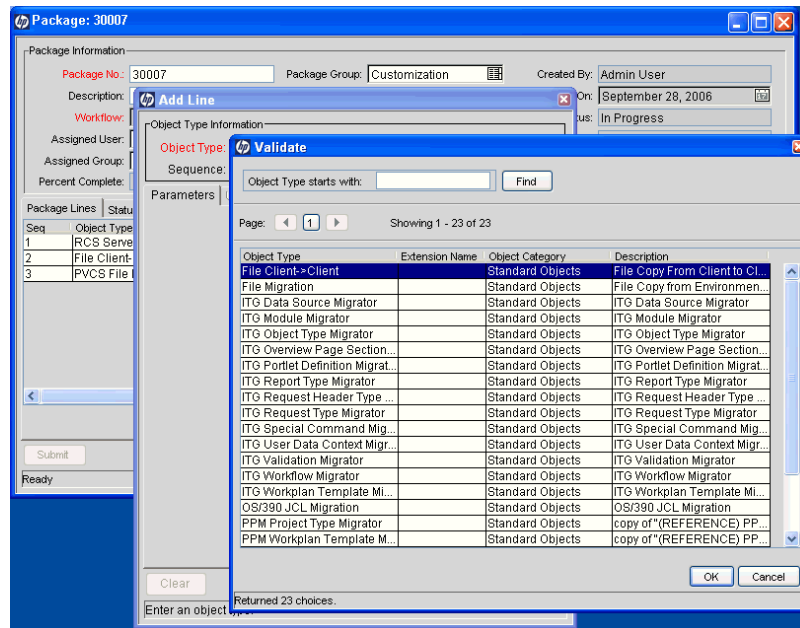 Package: 30007
Package Information
Package No.: 30007 Package Group: Customization Created By: Admin User
Description: On: September 28, 2006
Workflow: In Progress
Assigned User:
Assigned Group:
Percent Complete:
Package Lines
Seq Object Type
1 RCS Serve
2 File Client-
3 PVCS File
Submit
Ready
Add Line
Object Type Information
Object Type:
Sequence:
Parameters
Clear
Enter an object
Validate
Object Type starts with: Find
Page: 1 Showing 1 - 23 of 23
Object Type Extension Name Object Category Description
File Client->Client Standard Objects File Copy From Client to Cl...
File Migration Standard Objects File Copy from Environmen...
ITG Data Source Migrator Standard Objects ITG Data Source Migrator
ITG Module Migrator Standard Objects ITG Module Migrator
ITG Object Type Migrator Standard Objects ITG Object Type Migrator
ITG Overview Page Section... Standard Objects ITG Overview Page Section...
ITG Portlet Definition Migrat... Standard Objects ITG Portlet Definition Migrat...
ITG Report Type Migrator Standard Objects ITG Report Type Migrator
ITG Request Header Type ... Standard Objects ITG Request Header Type ...
ITG Request Type Migrator Standard Objects ITG Request Type Migrator
ITG Special Command Mig... Standard Objects ITG Special Command Mig...
ITG User Data Context Migr... Standard Objects ITG User Data Context Migr...
ITG Validation Migrator Standard Objects ITG Validation Migrator
ITG Workflow Migrator Standard Objects ITG Workflow Migrator
ITG Workplan Template Mi... Standard Objects ITG Workplan Template Mi...
OS/390 JCL Migration Standard Objects OS/390 JCL Migration
PPM Project Type Migrator Standard Objects copy of "(REFERENCE) PP...
PPM Workplan Template M... Standard Objects copy of "(REFERENCE) PP...
OK Cancel
Returned 23 choices.